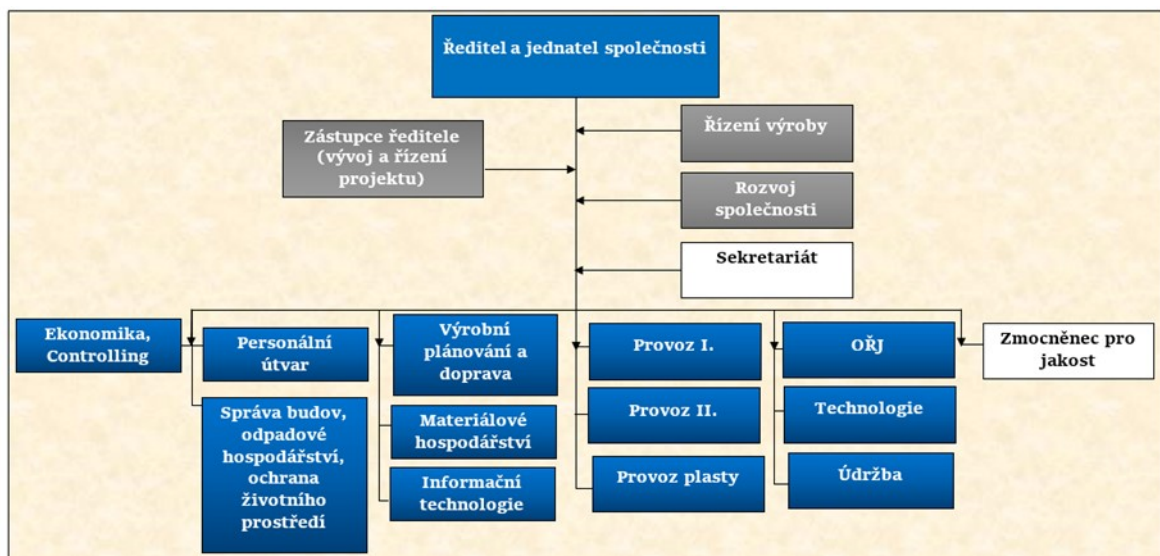 Ředitel a jednatel společnosti
Zástupce ředitele
(vývoj a řízení
projektu)
Řízení výroby
Rozvoj
společnosti
Sekretariát
Ekonomika,
Controlling
Personální
útvar
Správa budov,
odpadové
hospodářství,
ochrana
životního
prostředí
Výrobní
plánování a
doprava
Materiálové
hospodářství
Informační
technologie
Provoz I.
Provoz II.
Provoz plasty
OŘJ
Technologie
Údržba
Zmocněnec pro
jakost